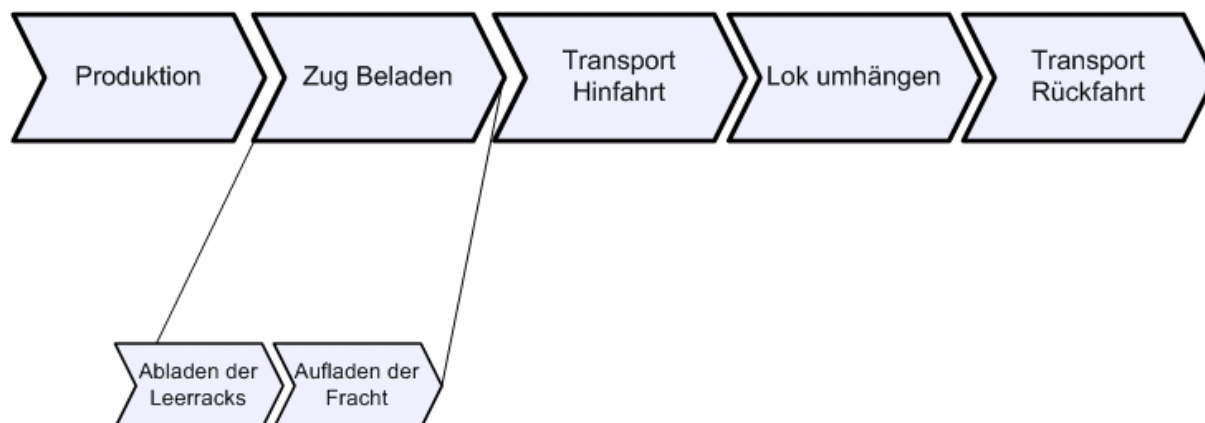 Produktion
Zug Beladen
Transport
Hinfahrt
Lok umhängen
Transport
Rückfahrt
Abladen der
Leerracks
Aufladen der
Fracht